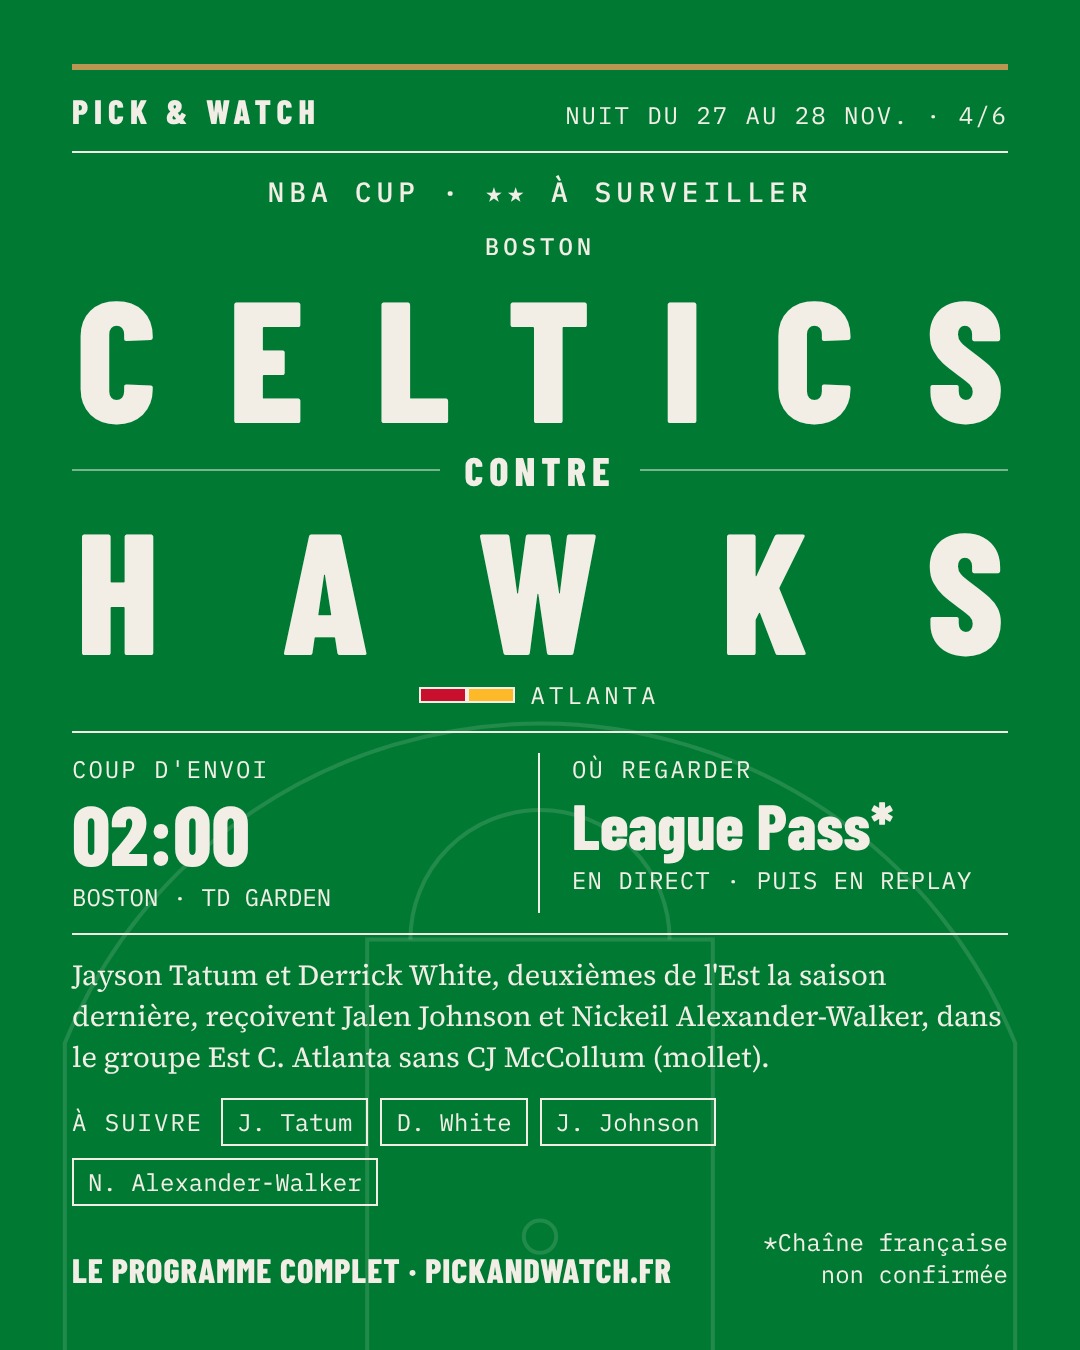 PICK & WATCH
NUIT DU 27 AU 28 NOV. · 4/6
NBA CUP · ★★ À SURVEILLER
BOSTON
CELTICS
CONTRE
HAWKS
ATLANTA
COUP D'ENVOI
02:00
BOSTON · TD GARDEN
OÙ REGARDER
League Pass*
EN DIRECT · PUIS EN REPLAY
Jayson Tatum et Derrick White, deuxièmes de l'Est la saison
dernière, reçoivent Jalen Johnson et Nickeil Alexander-Walker, dans
le groupe Est C. Atlanta sans CJ McCollum (mollet).
À SUIVRE J. Tatum D. White J. Johnson
N. Alexander-Walker
LE PROGRAMME COMPLET · PICKANDWATCH.FR
*Chaîne française
non confirmée